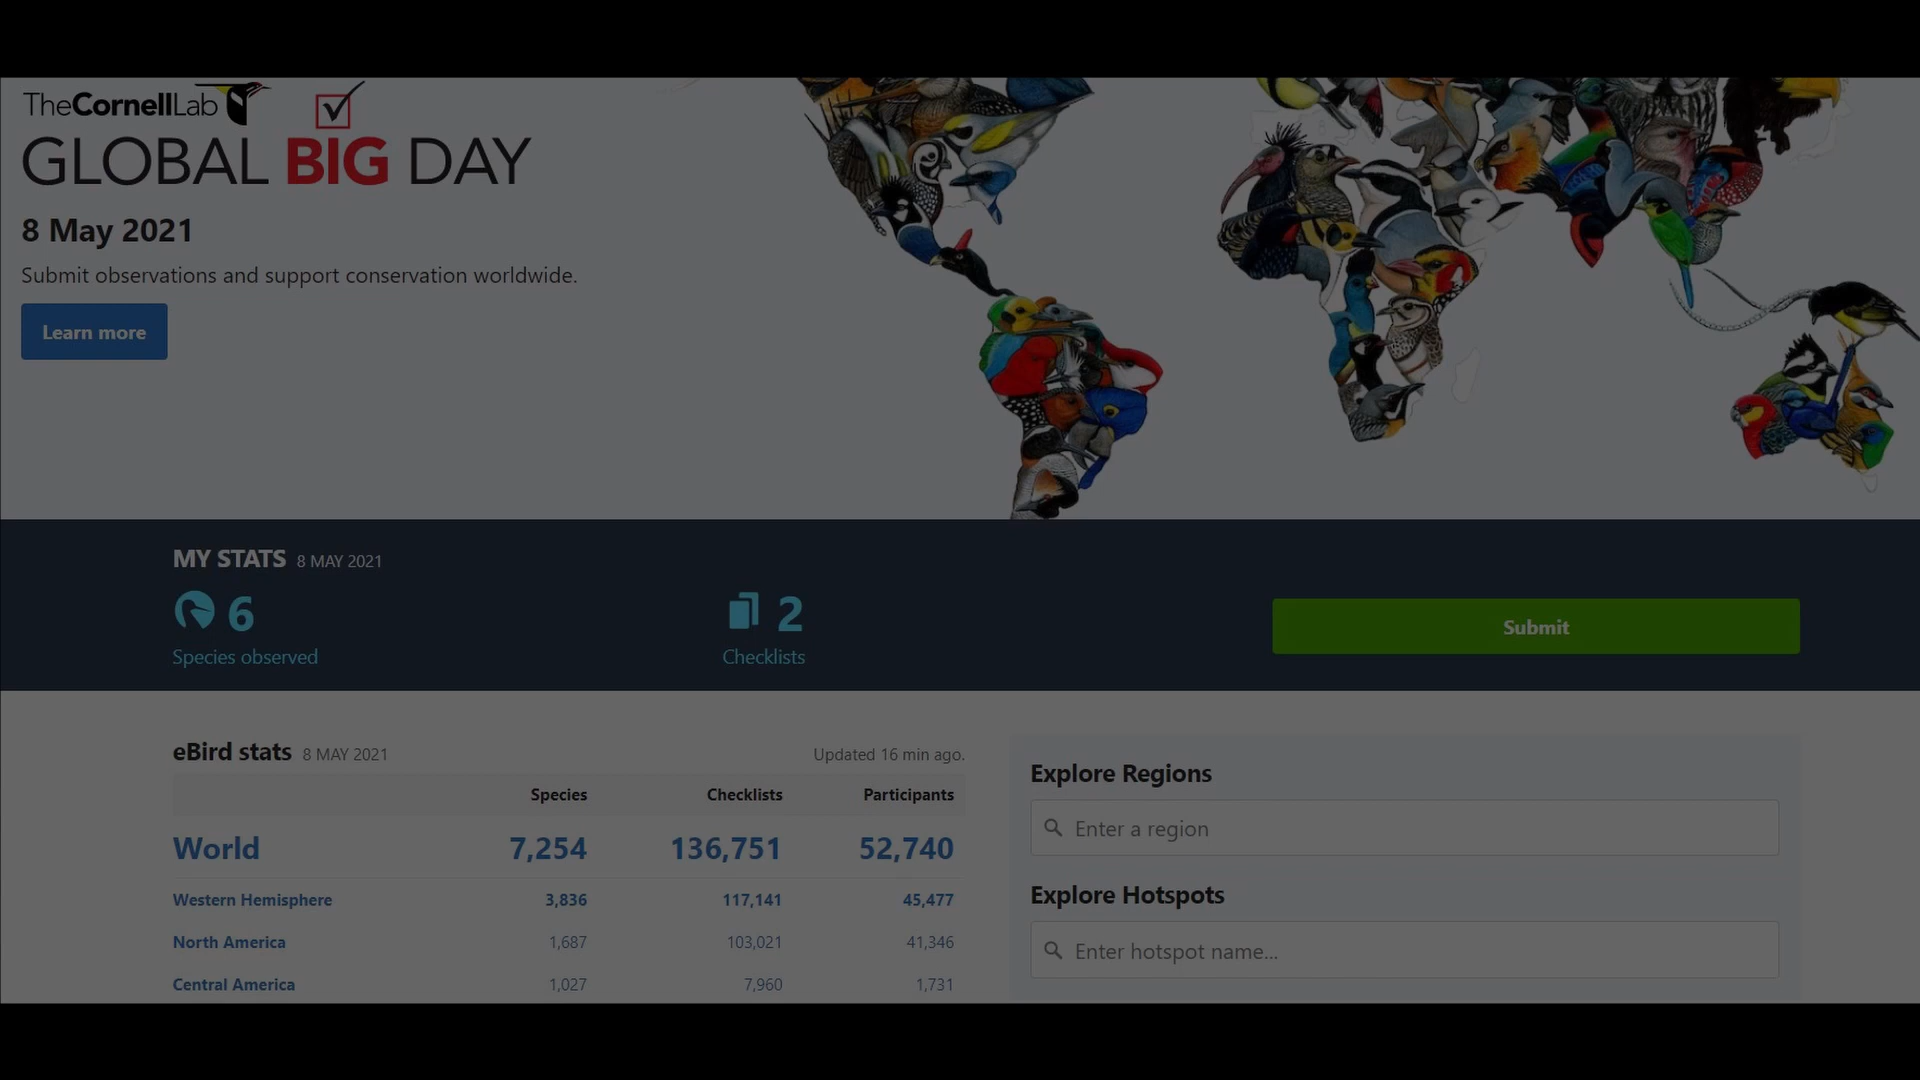 TheCornellLab
GLOBAL BIG DAY
8 May 2021
Submit observations and support conservation worldwide.
Learn more
MY STATS 8 MAY 2021
6
Species observed
2
Checklists
Submit
eBird stats 8 MAY 2021 Updated 16 min ago.
Species Checklists Participants
World 7,254 136,751 52,740
Western Hemisphere 3,836 117,141 45,477
North America 1,687 103,021 41,346
Central America 1,027 7,960 1,731
Explore Regions
Enter a region
Explore Hotspots
Enter hotspot name...